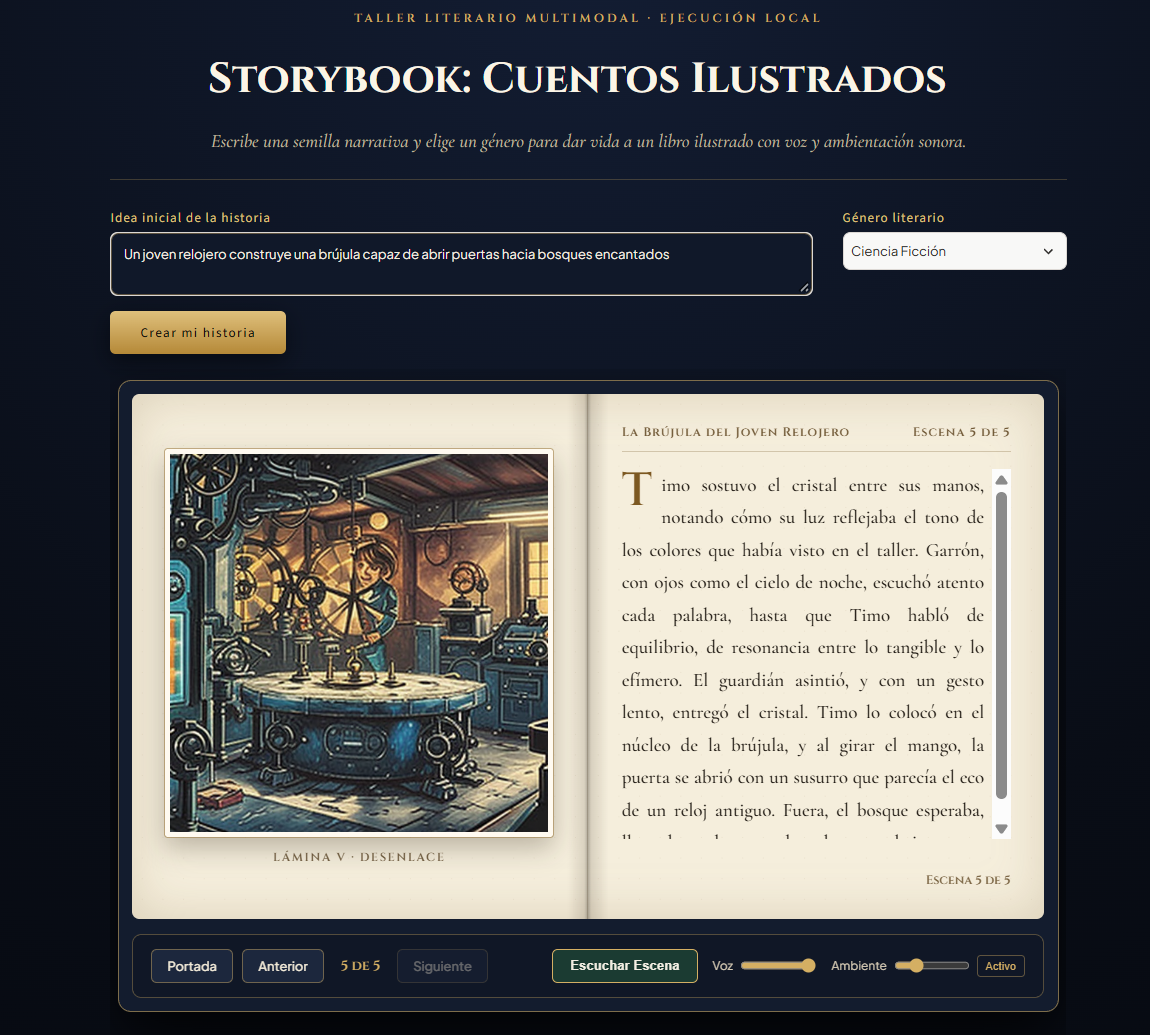 TALLER LITERARIO MULTIMODAL · EJECUCIÓN LOCAL
Storybook: Cuentos Ilustrados
Escribe una semilla narrativa y elige un género para dar vida a un libro ilustrado con voz y ambientación sonora.
Idea inicial de la historia
Género literario
Un joven relojero construye una brújula capaz de abrir puertas hacia bosques encantados
Ciencia Ficción
Crear mi historia
La Brújula del Joven Relojero
Escena 5 de 5
Timo sostuvo el cristal entre sus manos,
notando cómo su luz reflejaba el tono de
los colores que había visto en el taller. Garrón,
con ojos como el cielo de noche, escuchó atento
cada palabra, hasta que Timo habló de
equilibrio, de resonancia entre lo tangible y lo
efímero. El guardián asintió, y con un gesto
lento, entregó el cristal. Timo lo colocó en el
núcleo de la brújula, y al girar el mango, la
puerta se abrió con un susurro que parecía el eco
de un reloj antiguo. Fuera, el bosque esperaba,
LÁMINA V · DESENLACE
Escena 5 de 5
Portada
Anterior
5 DE 5
Siguiente
Escuchar Escena
Voz
Ambiente
Activo